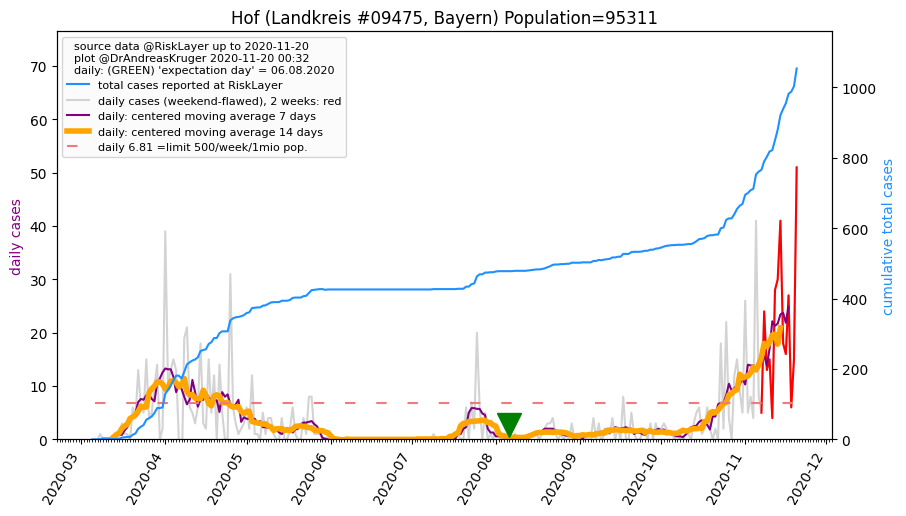 Hof (Landkreis #09475, Bayern) Population=95311
source data @RiskLayer up to 2020-11-20
plot @DrAndreasKruger 2020-11-20 00:32
daily: (GREEN) 'expectation day' = 06.08.2020
total cases reported at RiskLayer
daily cases (weekend-flawed), 2 weeks: red
daily: centered moving average 7 days
daily: centered moving average 14 days
daily 6.81 =limit 500/week/1mio pop.
daily cases
70
60
50
40
30
20
10
0
cumulative total cases
1000
800
600
400
200
0
2020-03
2020-04
2020-05
2020-06
2020-07
2020-08
2020-09
2020-10
2020-11
2020-12